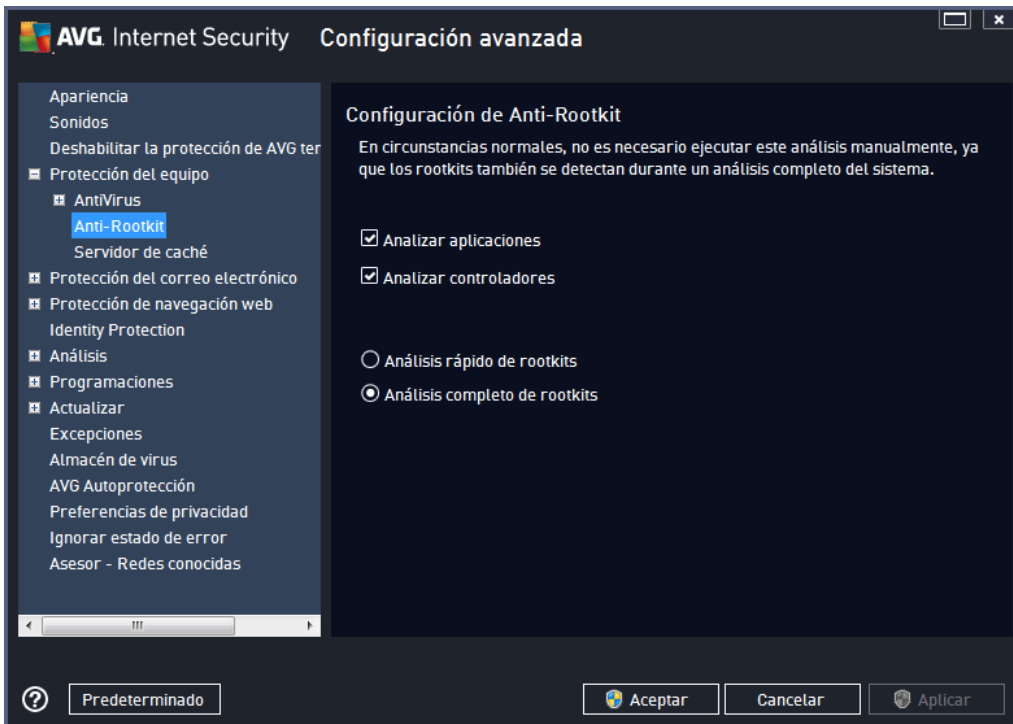 AVG. Internet Security Configuración avanzada
Apariencia
Sonidos
Deshabilitar la protección de AVG ter
Protección del equipo
AntiVirus
Anti-Rootkit
Servidor de caché
Protección del correo electrónico
Protección de navegación web
Identity Protection
Análisis
Programaciones
Actualizar
Excepciones
Almacén de virus
AVG Autoprotección
Preferencias de privacidad
Ignorar estado de error
Asesor - Redes conocidas
Configuración de Anti-Rootkit
En circunstancias normales, no es necesario ejecutar este análisis manualmente, ya
que los rootkits también se detectan durante un análisis completo del sistema.
Analizar aplicaciones
Analizar controladores
Análisis rápido de rootkits
Análisis completo de rootkits
Predeterminado
Aceptar
Cancelar
Aplicar